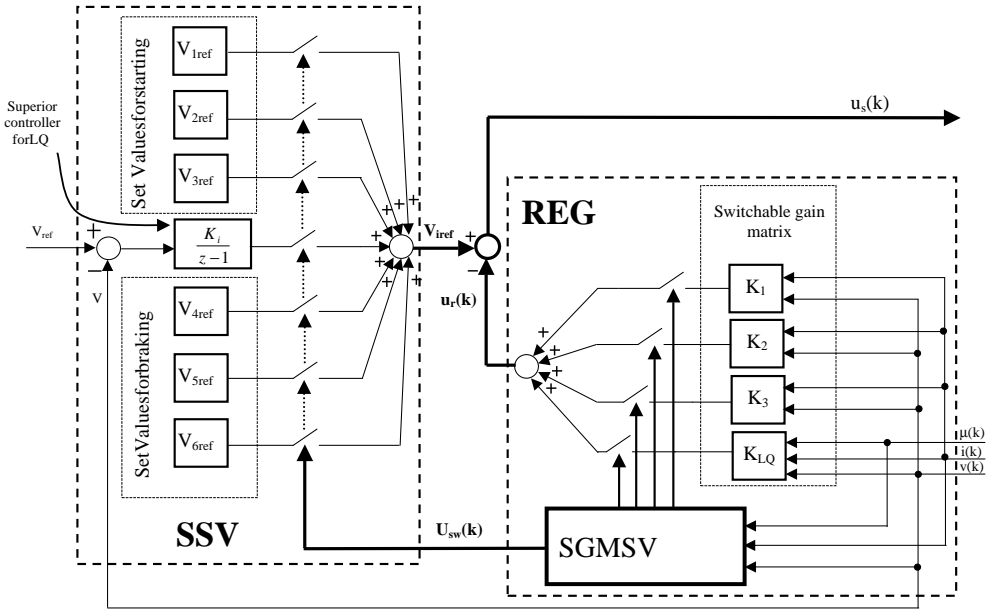 Set Valuesforstarting
V1ref
V2ref
V3ref
Superior
controller
forLQ
Vref
+
−
V
Ki
z − 1
SetValuesforbraking
V4ref
V5ref
V6ref
SSV
+
+
+
+
+
+
+
Viref
+
−
us(k)
ur(k)
REG
Switchable gain
matrix
K1
K2
K3
KLQ
+
+
+
+
μ(k)
i(k)
v(k)
Usw(k)
SGMSV